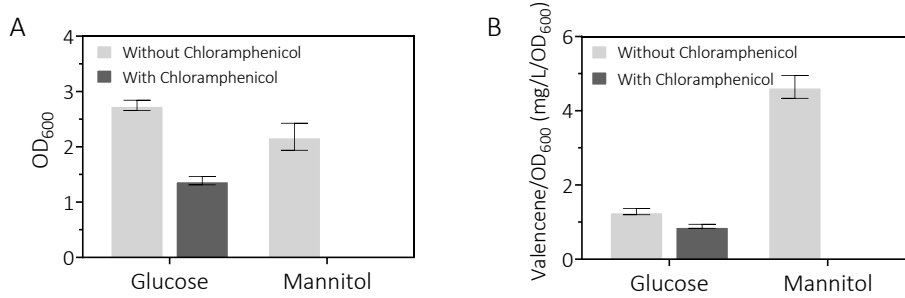 A
4
3
2
1
0
OD600
Without Chloramphenicol
With Chloramphenicol
Glucose
Mannitol
B
6
4
2
0
Valencene/OD600 (mg/L/OD600)
Without Chloramphenicol
With Chloramphenicol
Glucose
Mannitol